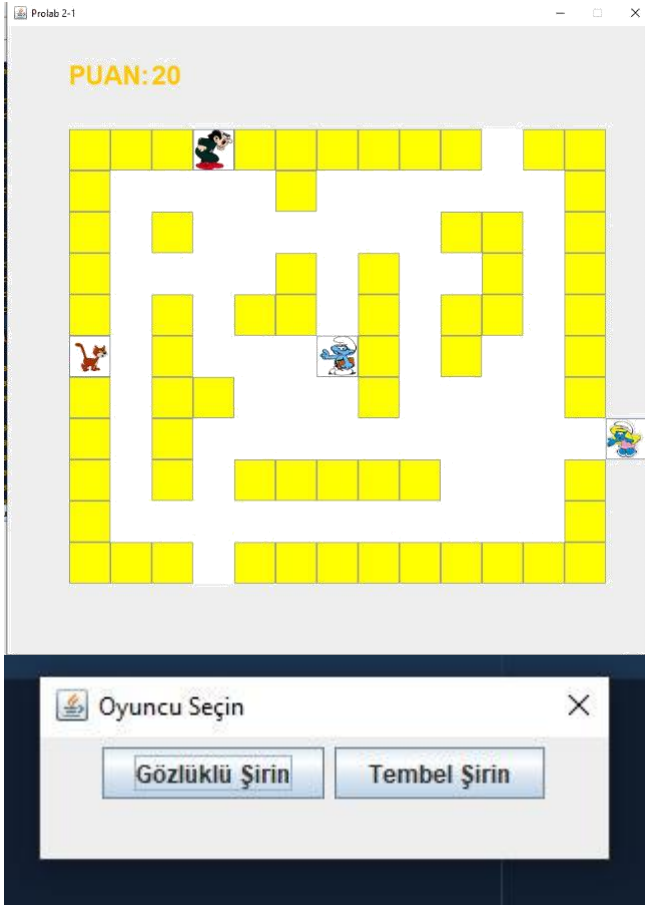 Prolab 2-1
PUAN: 20
Oyuncu Seçin
Gözlüklü Şirin
Tembel Şirin